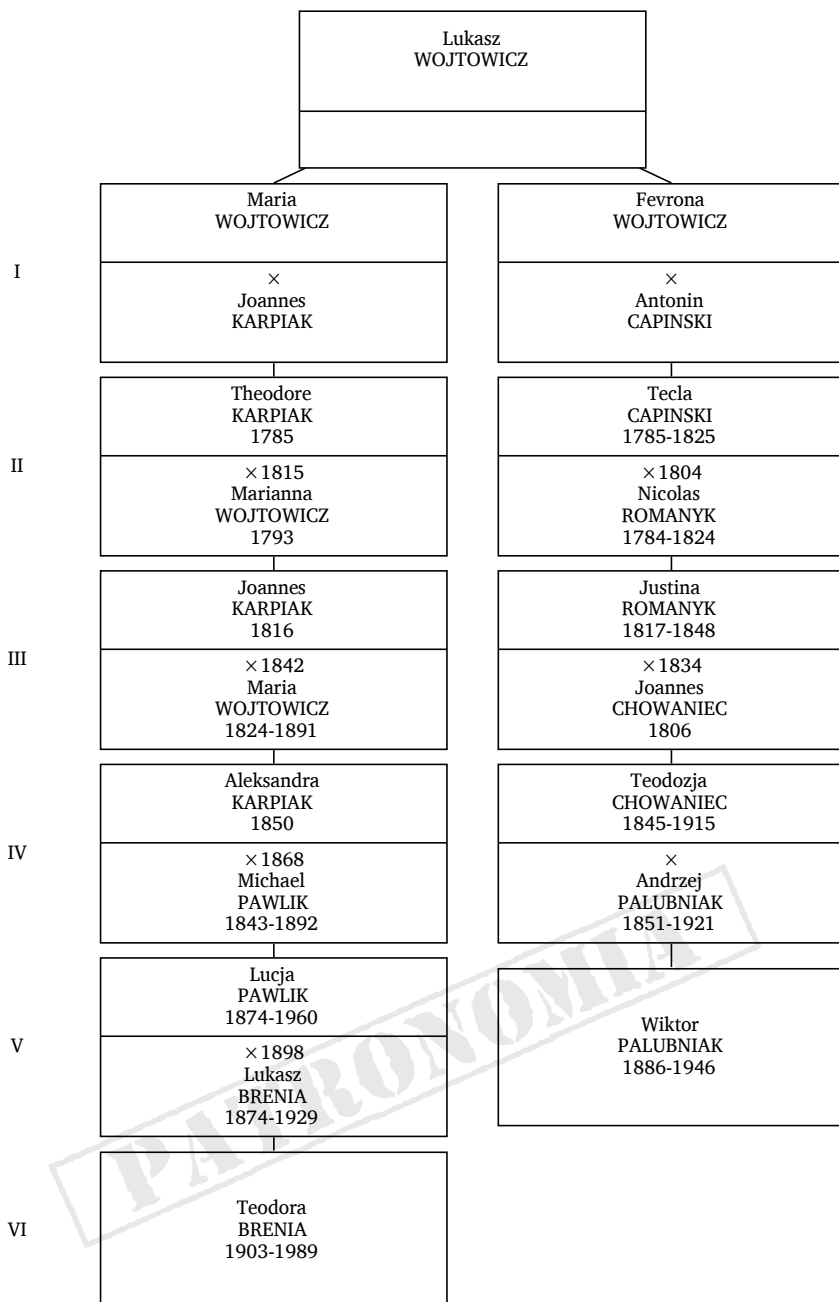 Lukasz
WOJTOWICZ
Maria
WOJTOWICZ
Fevrona
WOJTOWICZ
I
×
Joannes
KARPIAK
×
Antonin
CAPINSKI
Theodore
KARPIAK
1785
Tecla
CAPINSKI
1785-1825
II
×1815
Marianna
WOJTOWICZ
1793
×1804
Nicolas
ROMANYK
1784-1824
Joannes
KARPIAK
1816
Justina
ROMANYK
1817-1848
III
×1842
Maria
WOJTOWICZ
1824-1891
×1834
Joannes
CHOWANIEC
1806
Aleksandra
KARPIAK
1850
Teodozja
CHOWANIEC
1845-1915
IV
×1868
Michael
PAWLIK
1843-1892
×
Andrzej
PALUBNIAK
1851-1921
Lucja
PAWLIK
1874-1960
V
×1898
Lukasz
BRENIA
1874-1929
Wiktor
PALUBNIAK
1886-1946
VI
Teodora
BRENIA
1903-1989
PATRONOMIA